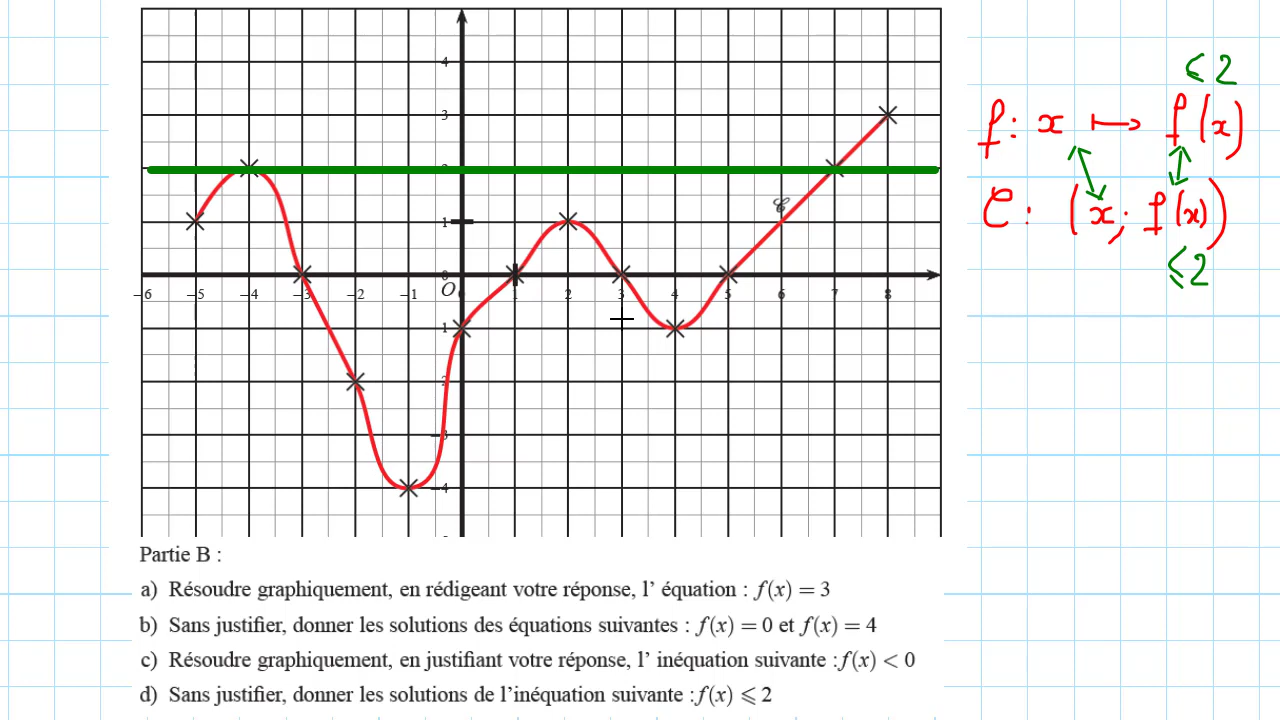 4
3
⩽ 2
f : x ⟼ f(x)
2
1
𝒞
C : (x ; f(x))
⩽ 2
0
−6 −5 −4 −3 −2 −1 O 1 2 3 4 5 6 7 8
1
2
−3
−4
Partie B :
a) Résoudre graphiquement, en rédigeant votre réponse, l’ équation : f(x) = 3
b) Sans justifier, donner les solutions des équations suivantes : f(x) = 0 et f(x) = 4
c) Résoudre graphiquement, en justifiant votre réponse, l’ inéquation suivante :f(x) < 0
d) Sans justifier, donner les solutions de l’inéquation suivante :f(x) ⩽ 2